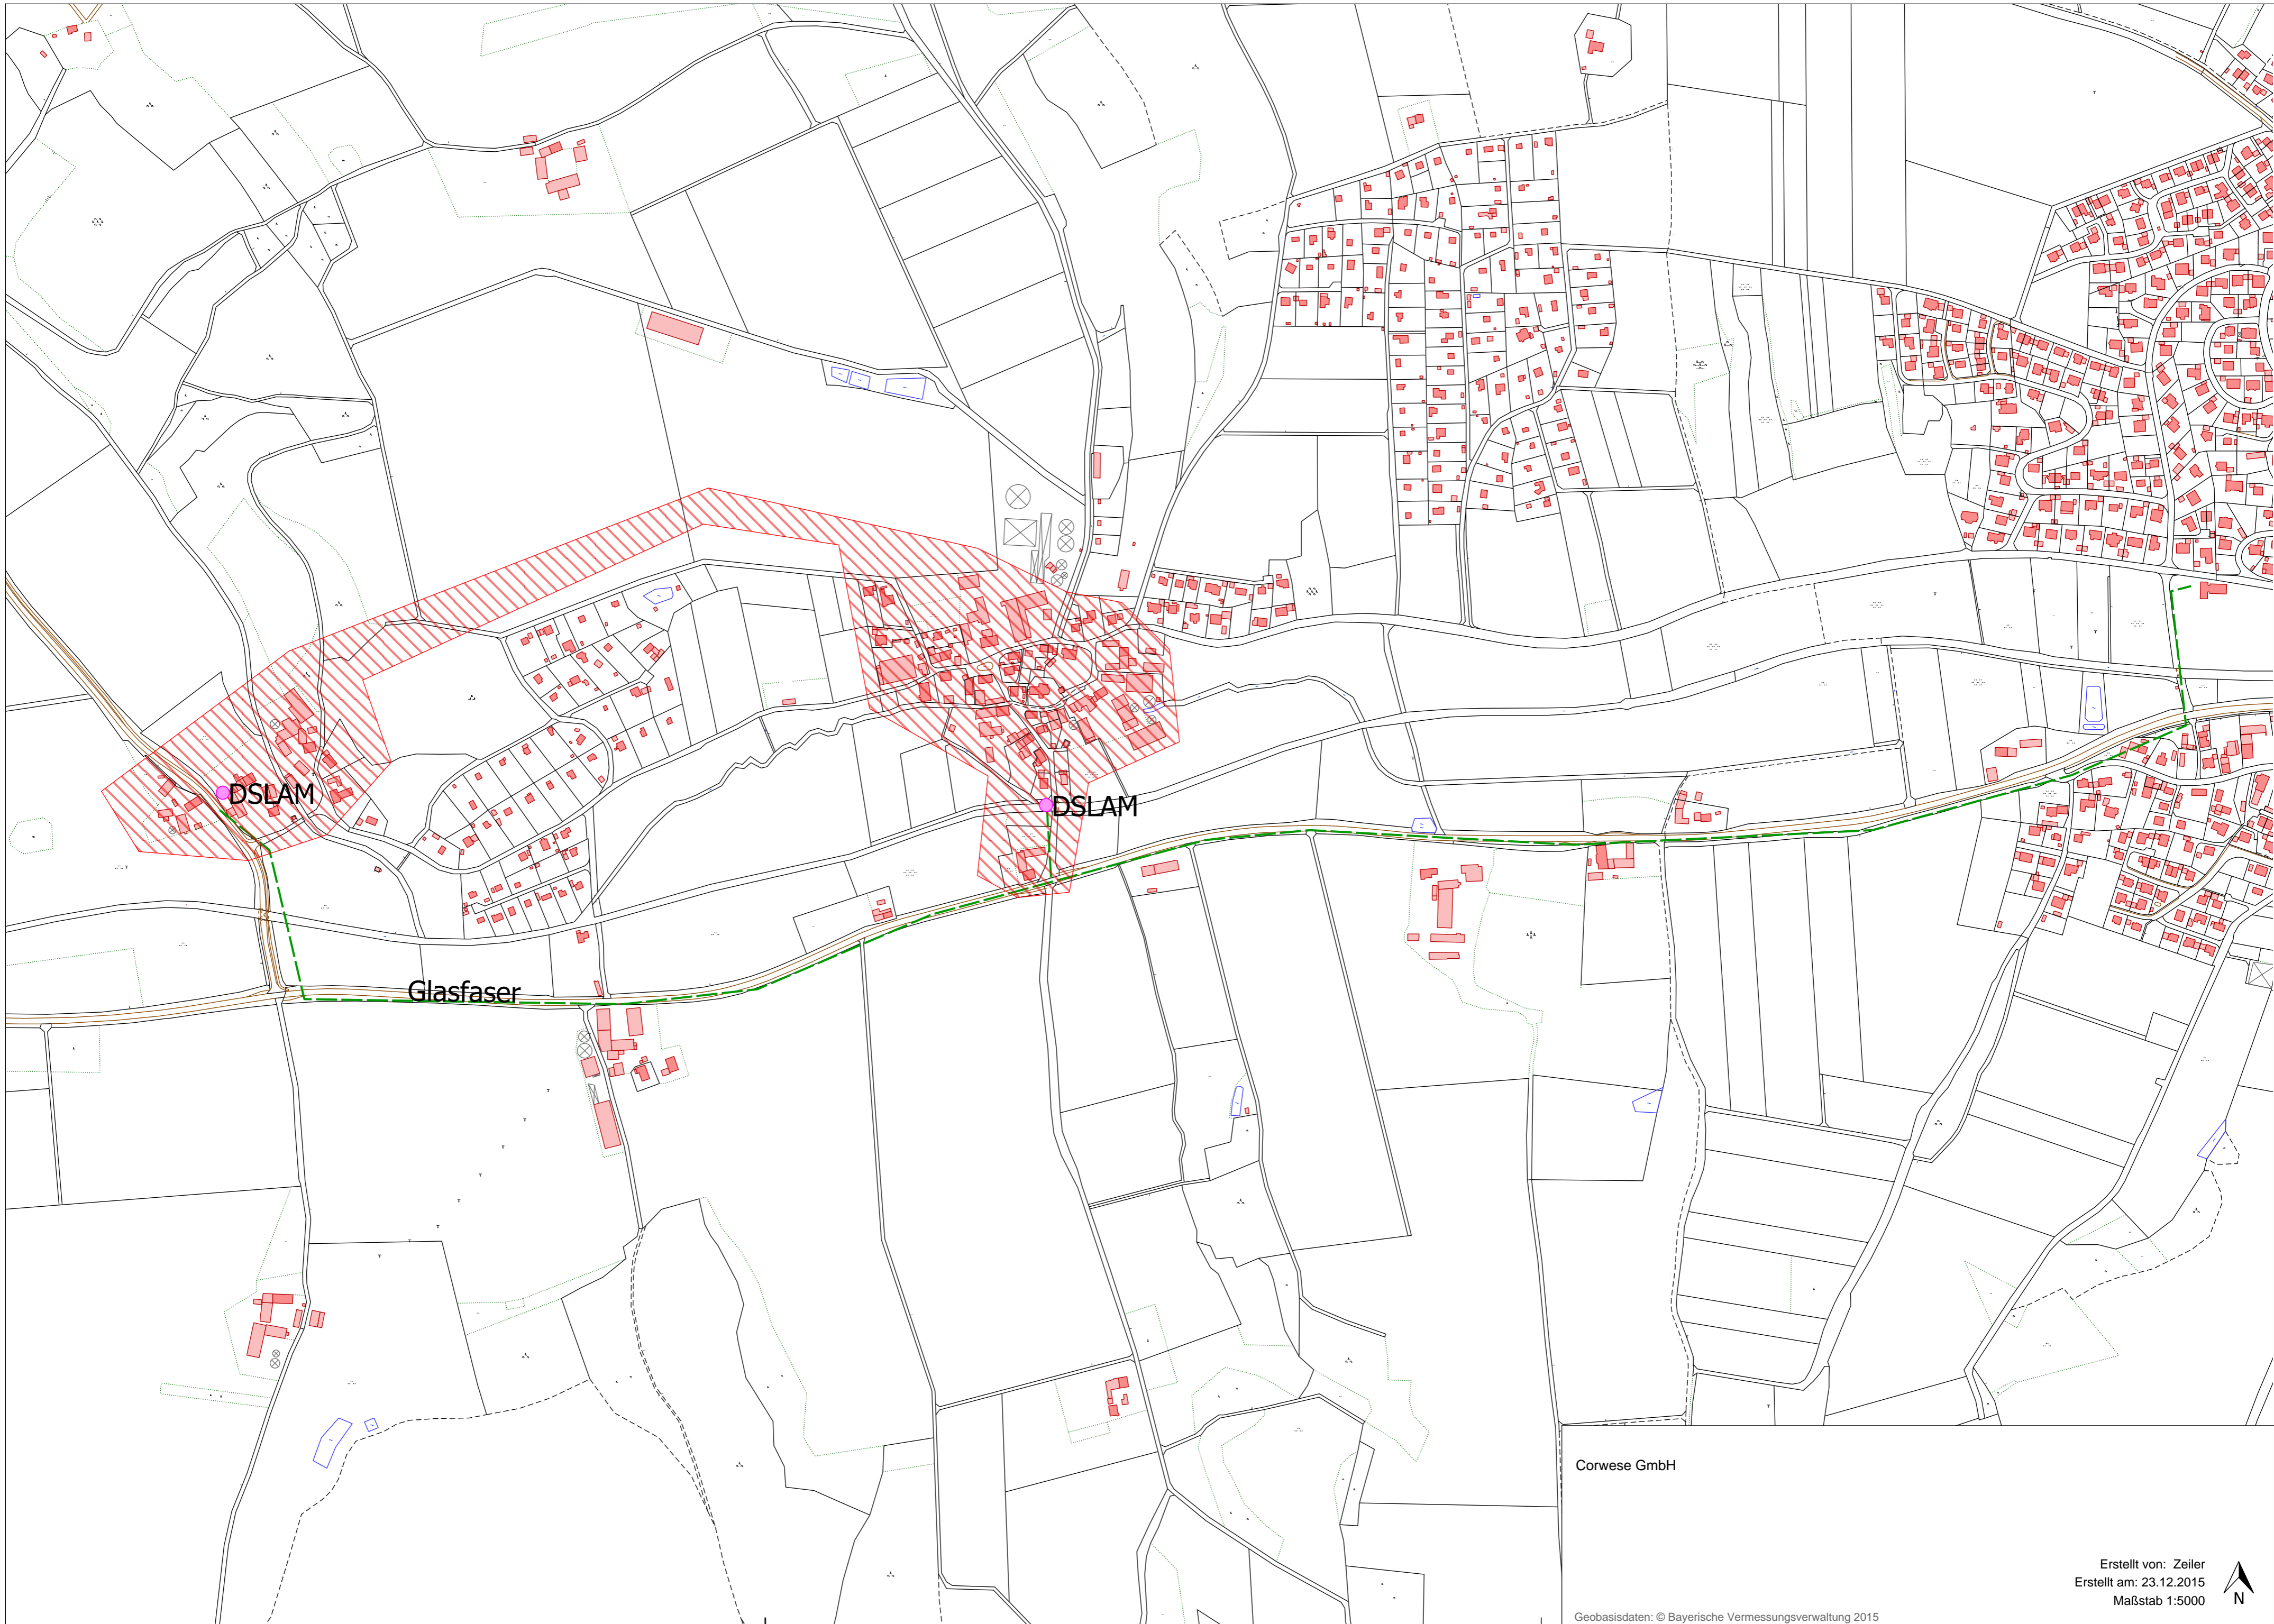 DSLAM
DSLAM
Glasfaser
Corwese GmbH
Erstellt von: Zeiler
Erstellt am: 23.12.2015
Maßstab 1:5000
N
Geobasisdaten: © Bayerische Vermessungsverwaltung 2015